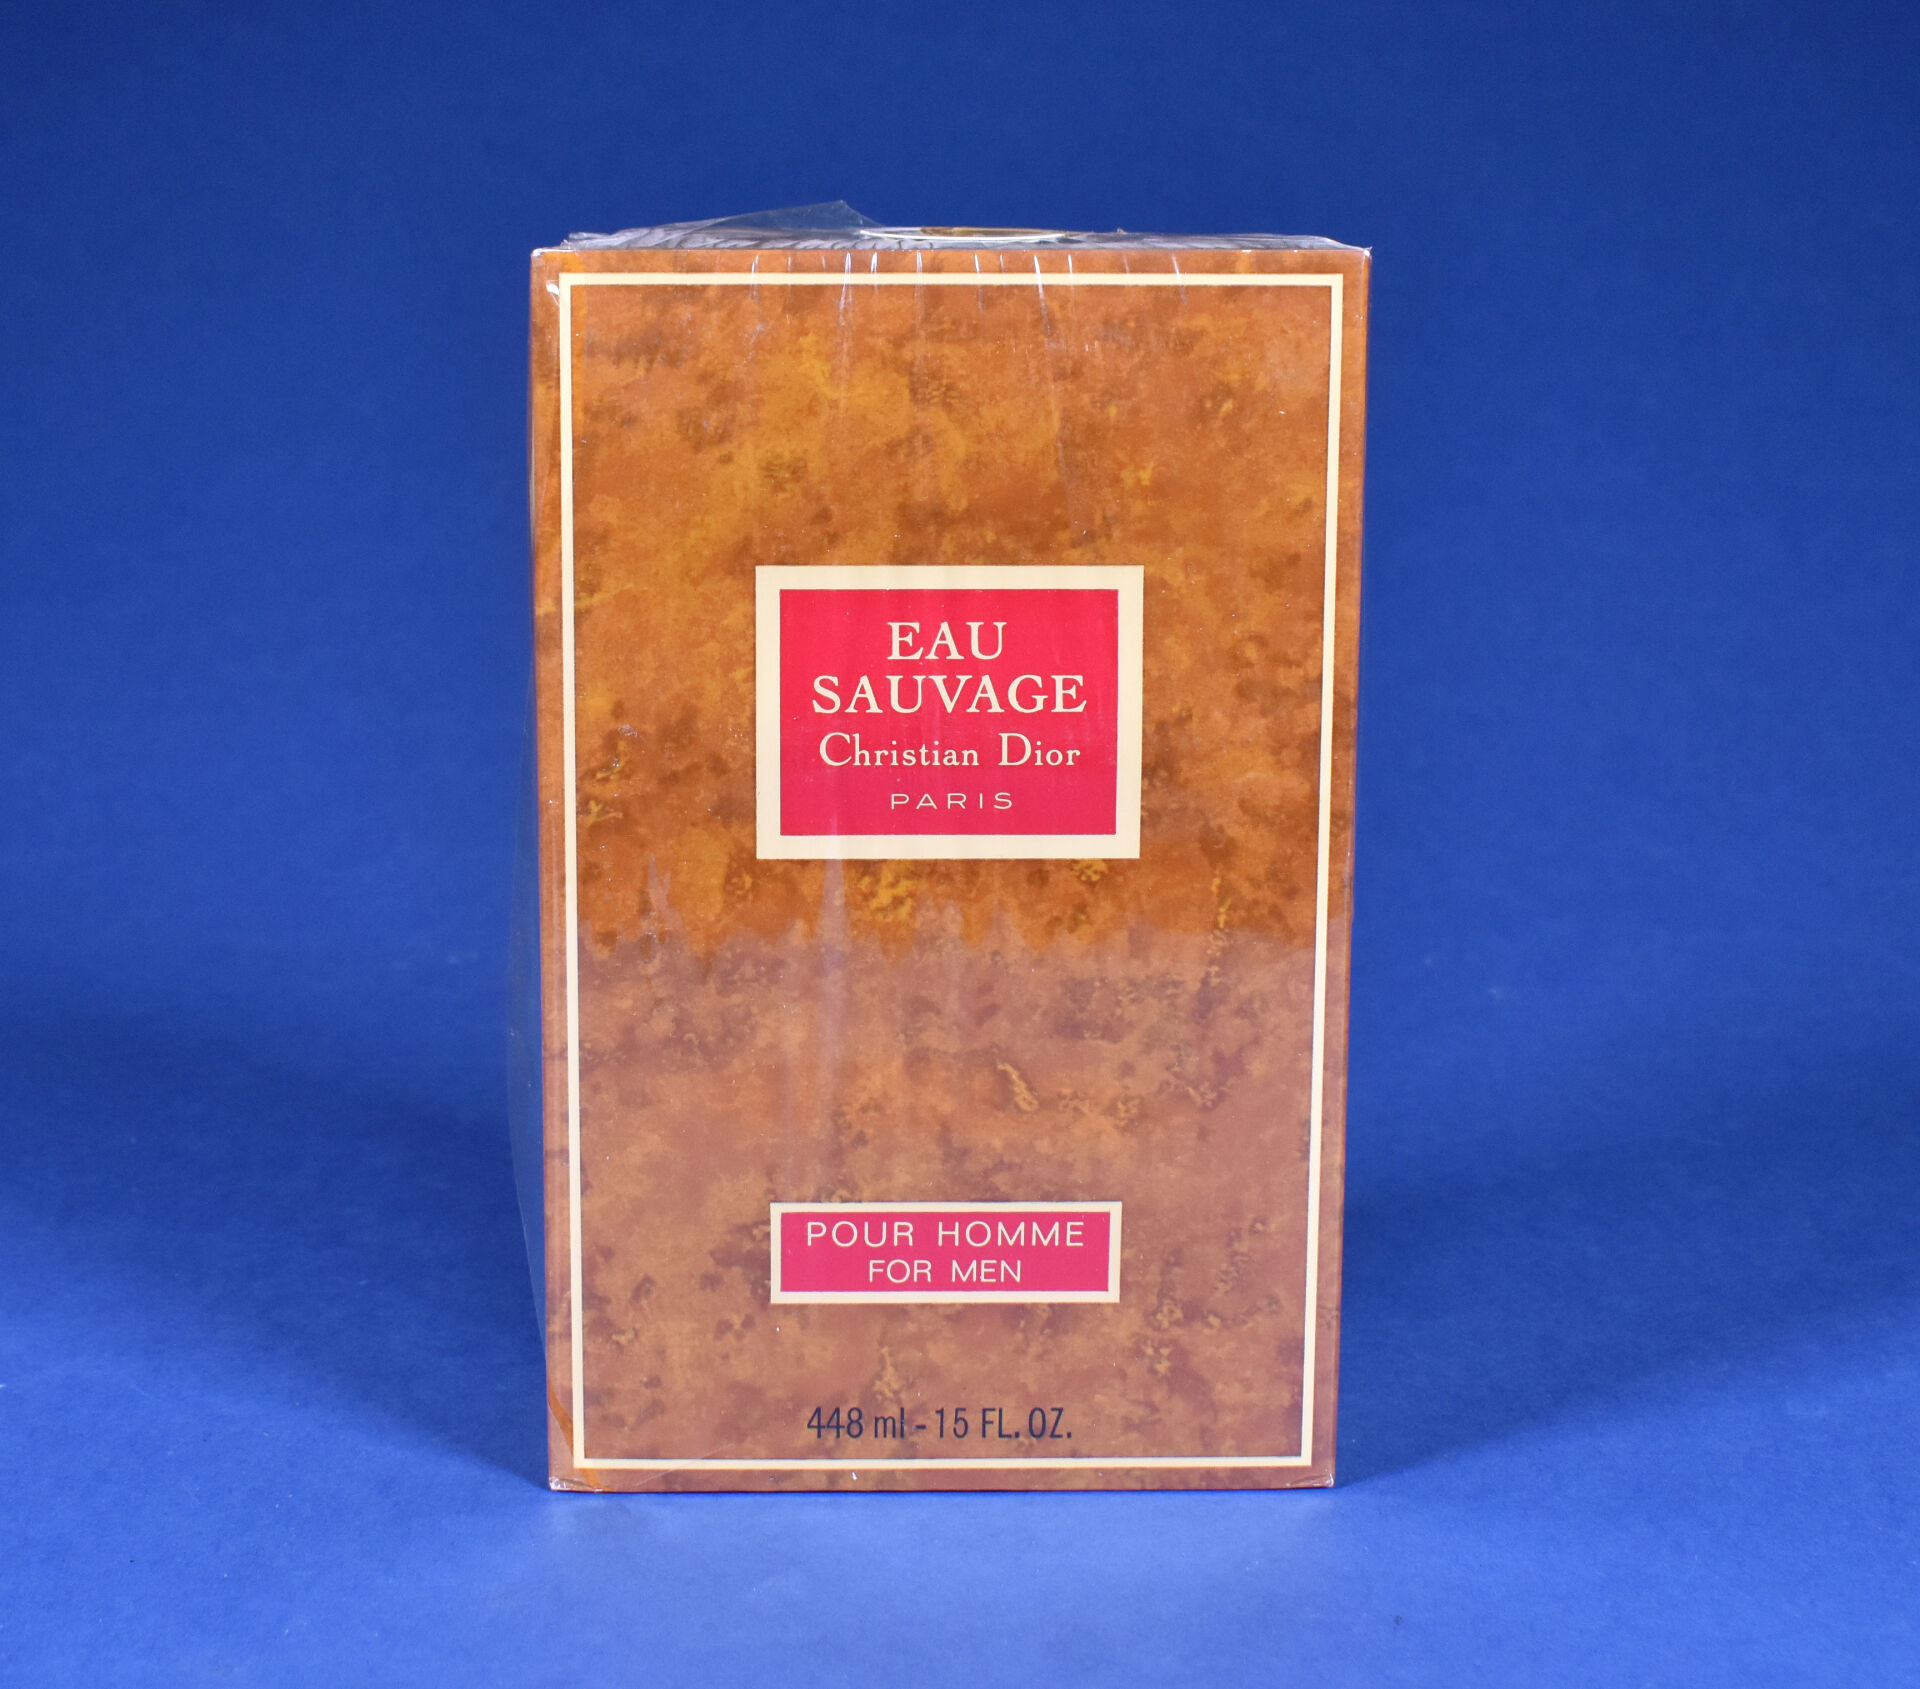 EAU
SAUVAGE
Christian Dior
PARIS
POUR HOMME
FOR MEN
448 ml - 15 FL. OZ.